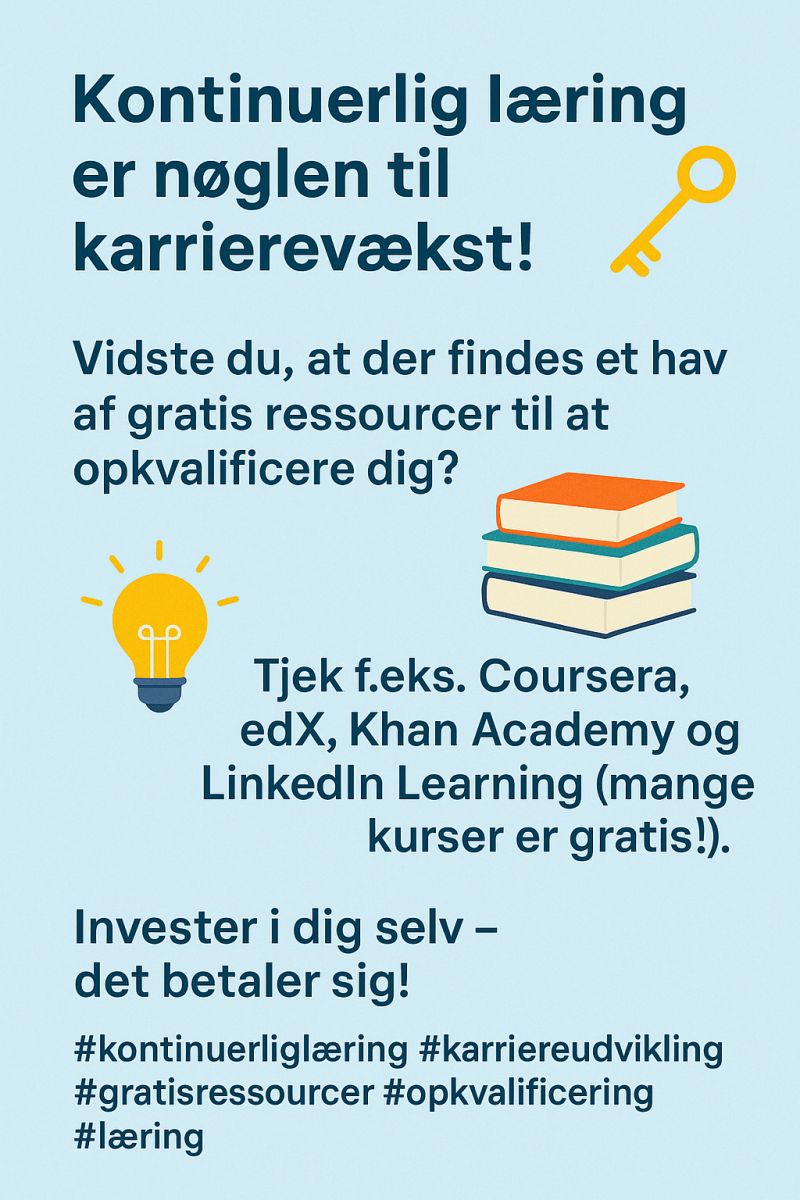 Kontinuerlig læring
er nøglen til
karrierevækst!
Vidste du, at der findes et hav
af gratis ressourcer til at
opkvalificere dig?
Tjek f.eks. Coursera,
edX, Khan Academy og
LinkedIn Learning (mange
kurser er gratis!).
Invester i dig selv –
det betaler sig!
#kontinuerliglæring #karriereudvikling
#gratisressourcer #opkvalificering
#læring